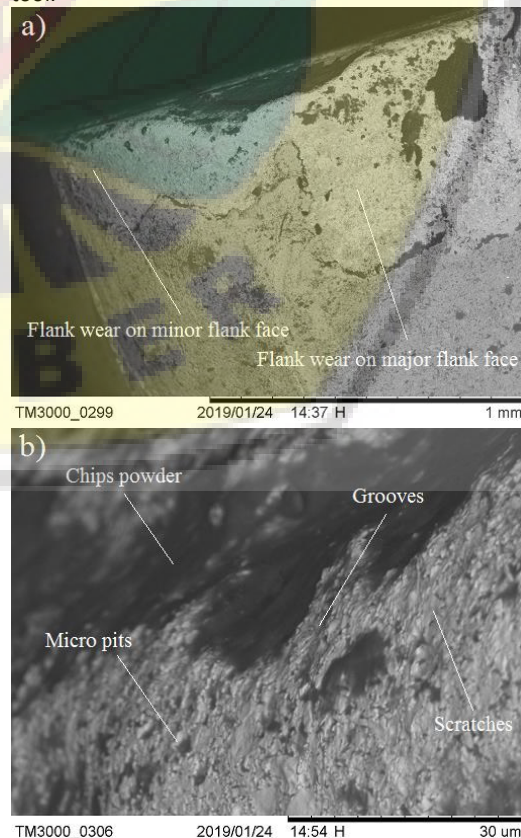 a)
Flank wear on minor flank face
Flank wear on major flank face
TM3000_0299 2019/01/24 14:37 H 1 mm
b)
Chips powder
Grooves
Micro pits
Scratches
TM3000_0306 2019/01/24 14:54 H 30 um